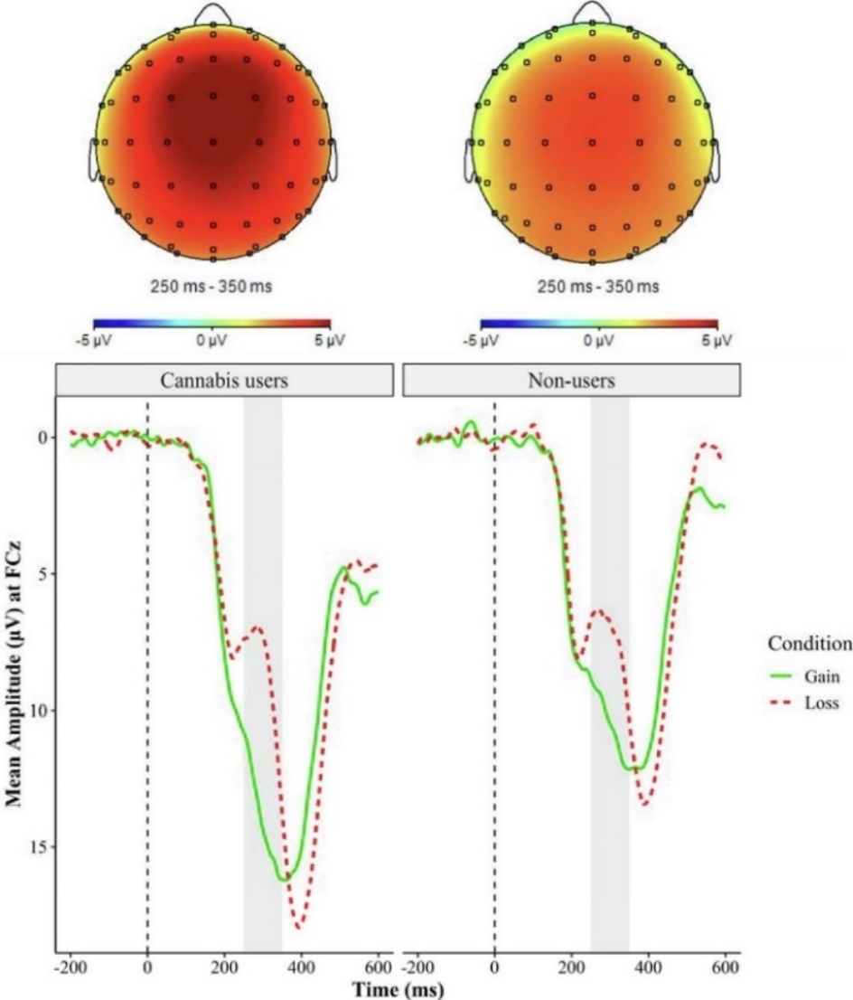 250 ms - 350 ms
250 ms - 350 ms
-5 µV 0 µV 5 µV
-5 µV 0 µV 5 µV
Cannabis users
Non-users
Mean Amplitude (µV) at FCz
0
5
10
15
-200 0 200 400 600
-200 0 200 400 600
Time (ms)
Condition
Gain
Loss